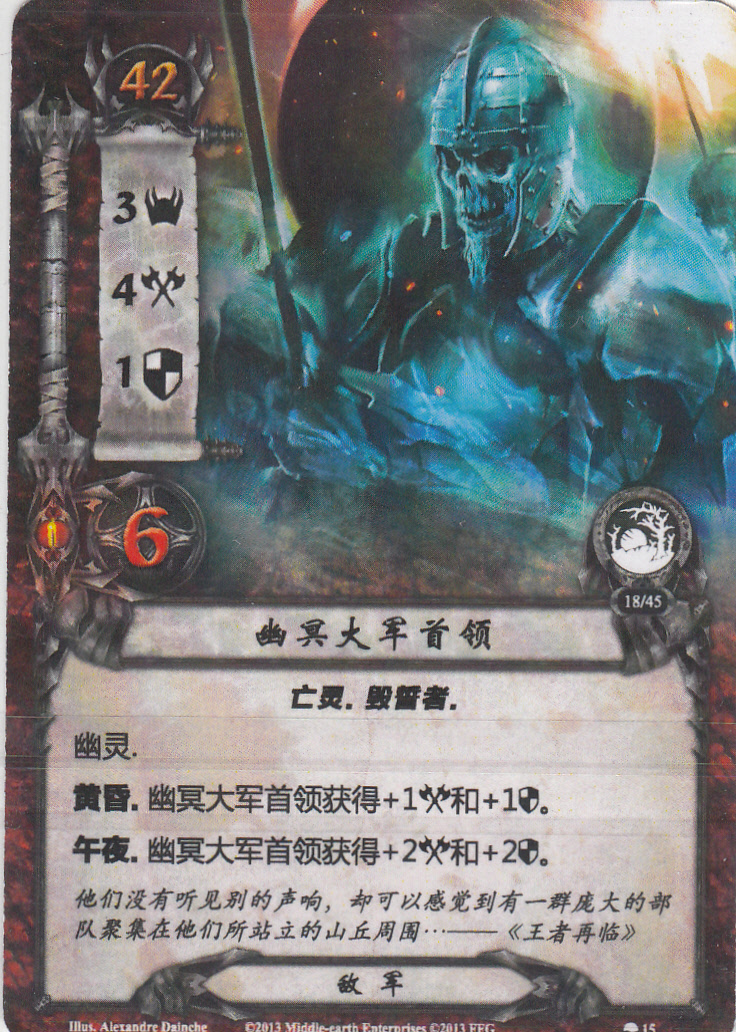 42
3
4
1
6
18/45
幽冥大军首领
亡灵. 毁誓者.
幽灵.
黄昏. 幽冥大军首领获得+1和+1。
午夜. 幽冥大军首领获得+2和+2。
他们没有听见别的声响，却可以感觉到有一群庞大的部
队聚集在他们所站立的山丘周围…——《王者再临》
敌军
Illus. Alexandre Dainche ©2013 Middle-earth Enterprises ©2013 FFG 15